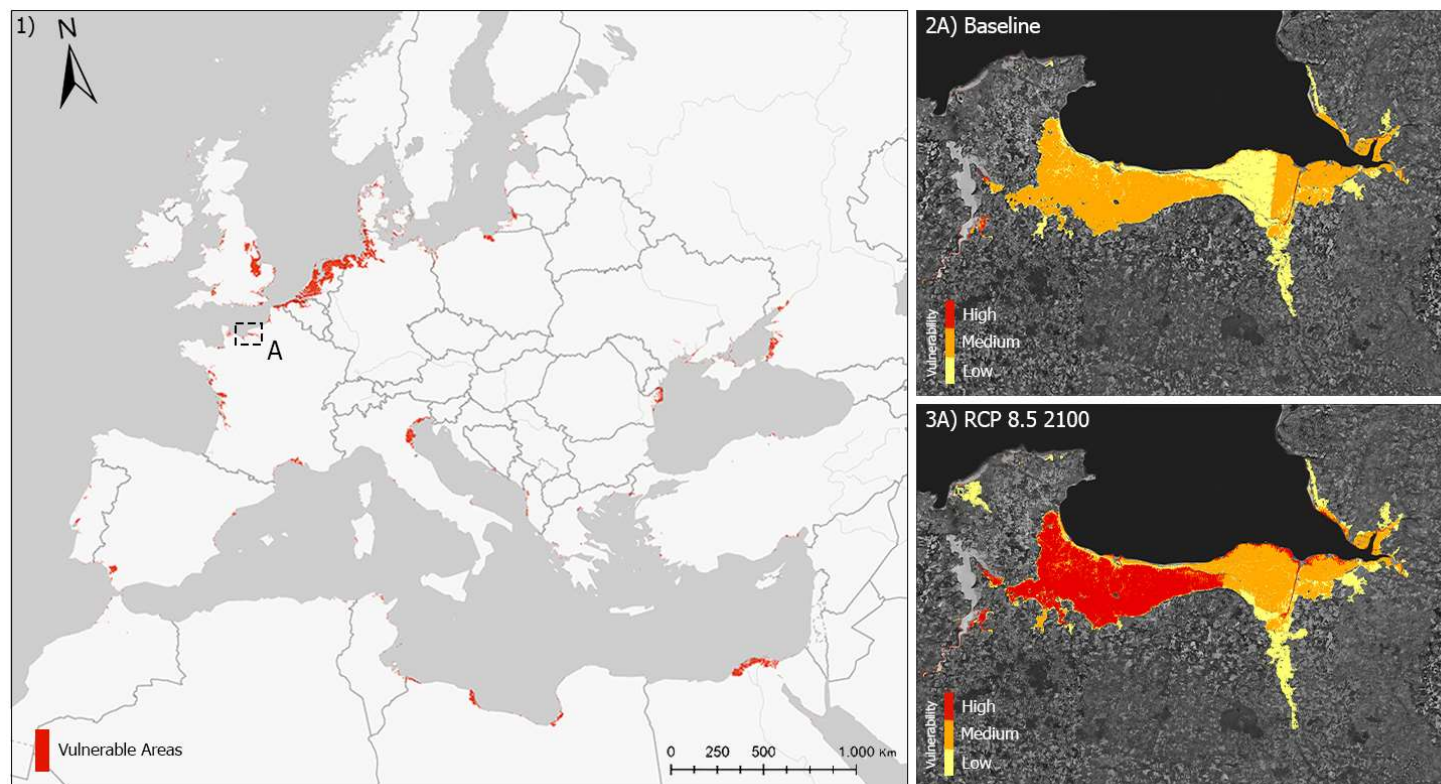 1)
N
A
Vulnerable Areas
0 250 500 1.000 Km
2A) Baseline
Vulnerability
High
Medium
Low
3A) RCP 8.5 2100
Vulnerability
High
Medium
Low